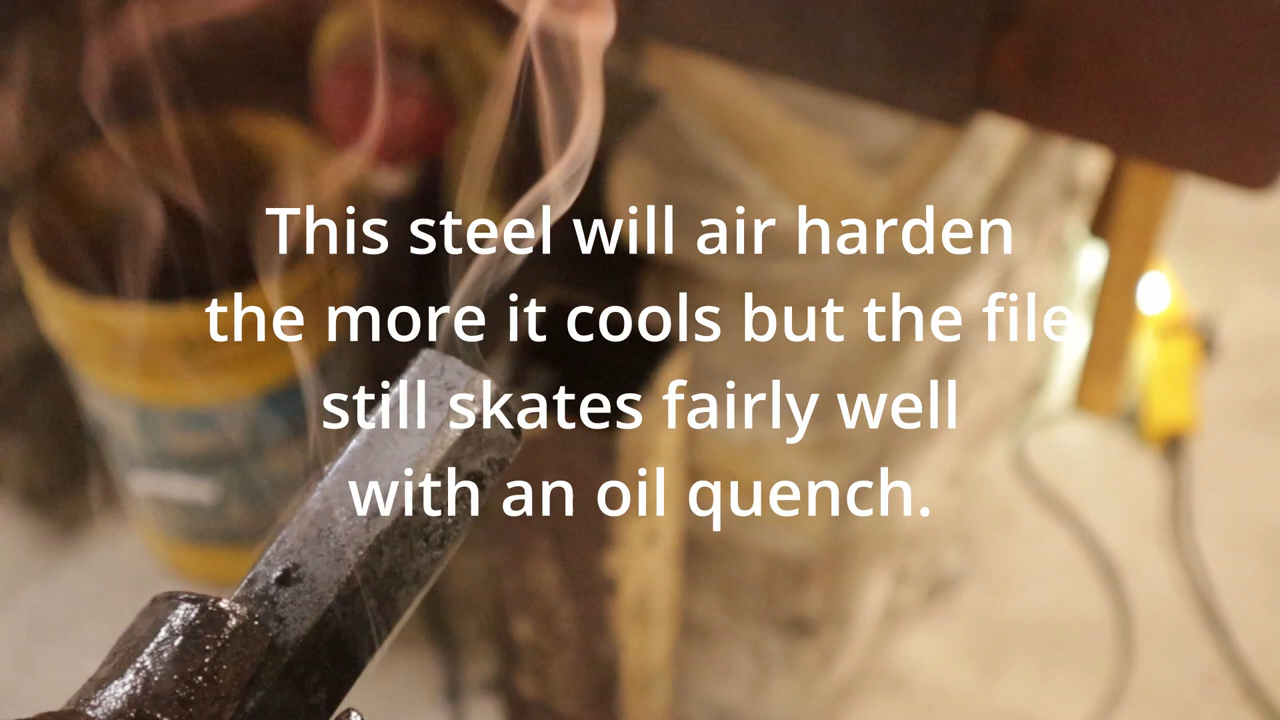 This steel will air harden
the more it cools but the file
still skates fairly well
with an oil quench.